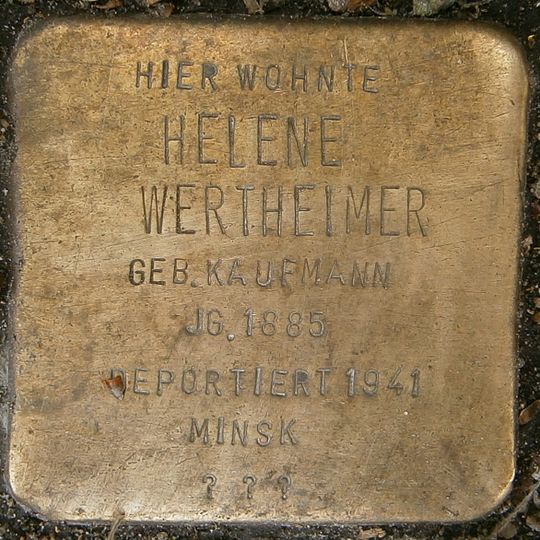 HIER WOHNTE
HELENE
WERTHEIMER
GEB. KAUFMANN
JG. 1885
DEPORTIERT 1941
MINSK
? ? ?